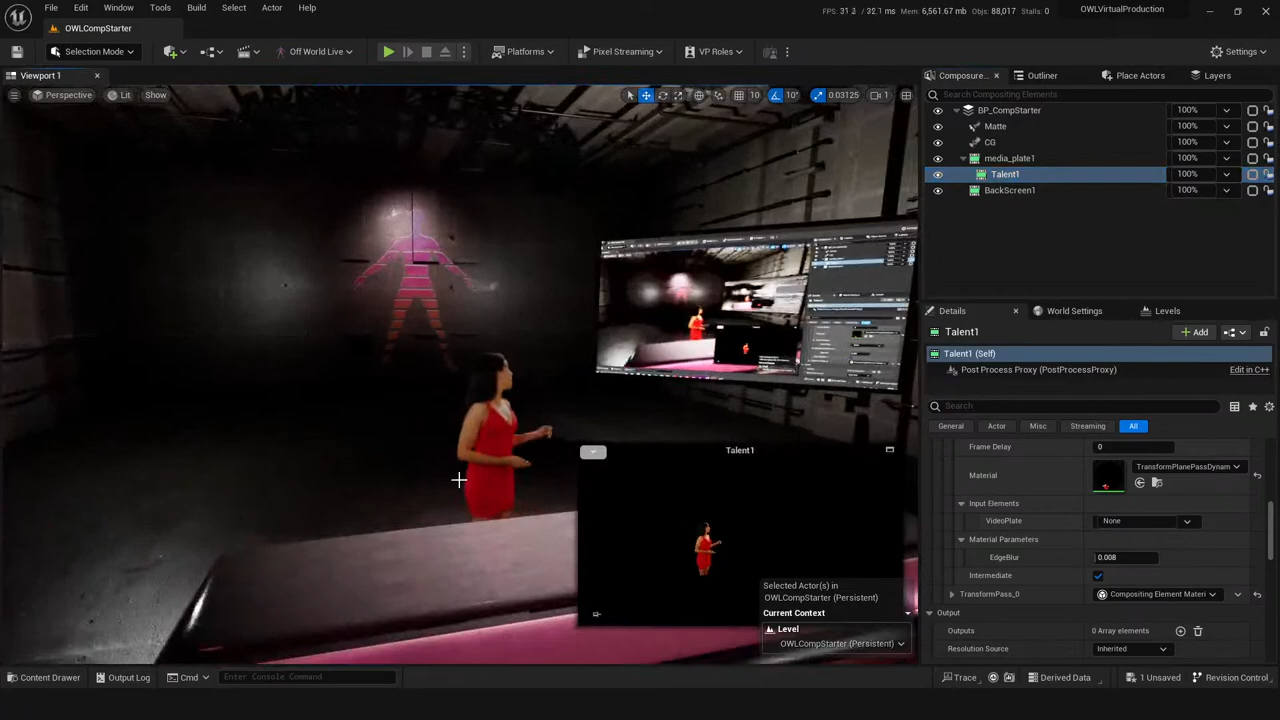 File Edit Window Tools Build Select Actor Help
FPS: 31.2 / 32.1 ms Mem: 6,561.67 mb Objs: 88,017 Stalls: 0
OWLVirtualProduction
OWLCompStarter
Selection Mode
Off World Live
Platforms
Pixel Streaming
VP Roles
Settings
Viewport 1
Perspective
Lit
Show
10
10°
0.03125
1
Composure...
Outliner
Place Actors
Layers
Search Compositing Elements
BP_CompStarter 100%
Matte 100%
CG 100%
media_plate1 100%
Talent1 100%
BackScreen1 100%
Details
World Settings
Levels
Talent1
Add
Talent1 (Self)
Post Process Proxy (PostProcessProxy) Edit in C++
Search
General Actor Misc Streaming All
Frame Delay 0
Material TransformPlanePassDynam
Input Elements
VideoPlate None
Material Parameters
EdgeBlur 0.008
Intermediate
TransformPass_0 Compositing Element Materi
Output
Outputs 0 Array elements
Resolution Source Inherited
Talent1
Selected Actor(s) in
OWLCompStarter (Persistent)
Current Context
Level
OWLCompStarter (Persistent)
Content Drawer
Output Log
Cmd
Enter Console Command
Trace
Derived Data
1 Unsaved
Revision Control